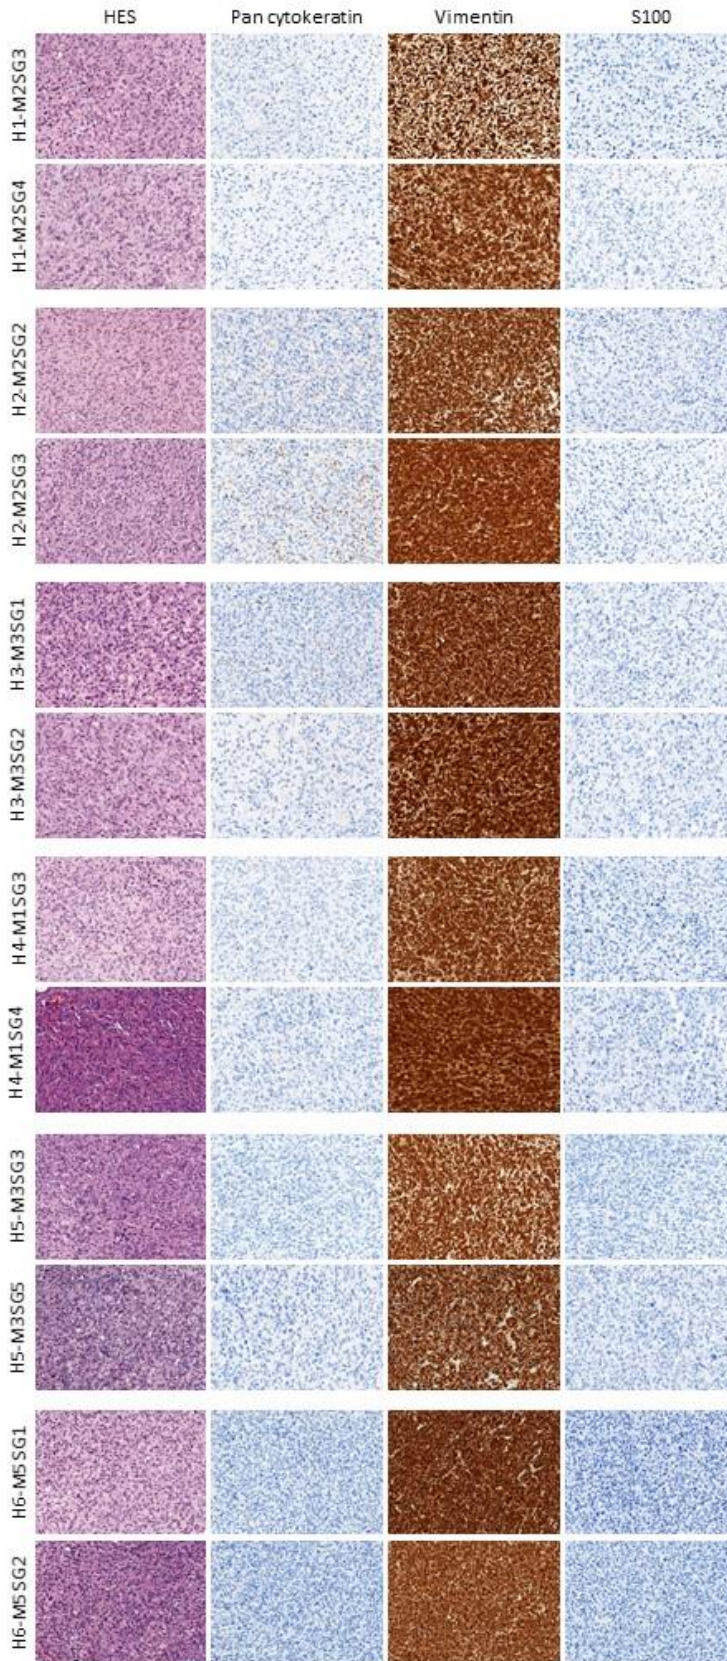 HES Pan cytokeratin Vimentin S100
H1-M2SG3
H1-M2SG4
H2-M2SG2
H2-M2SG3
H3-M3SG1
H3-M3SG2
H4-M1SG3
H4-M1SG4
H5-M3SG3
H5-M3SG5
H6-M5SG1
H6-M5SG2